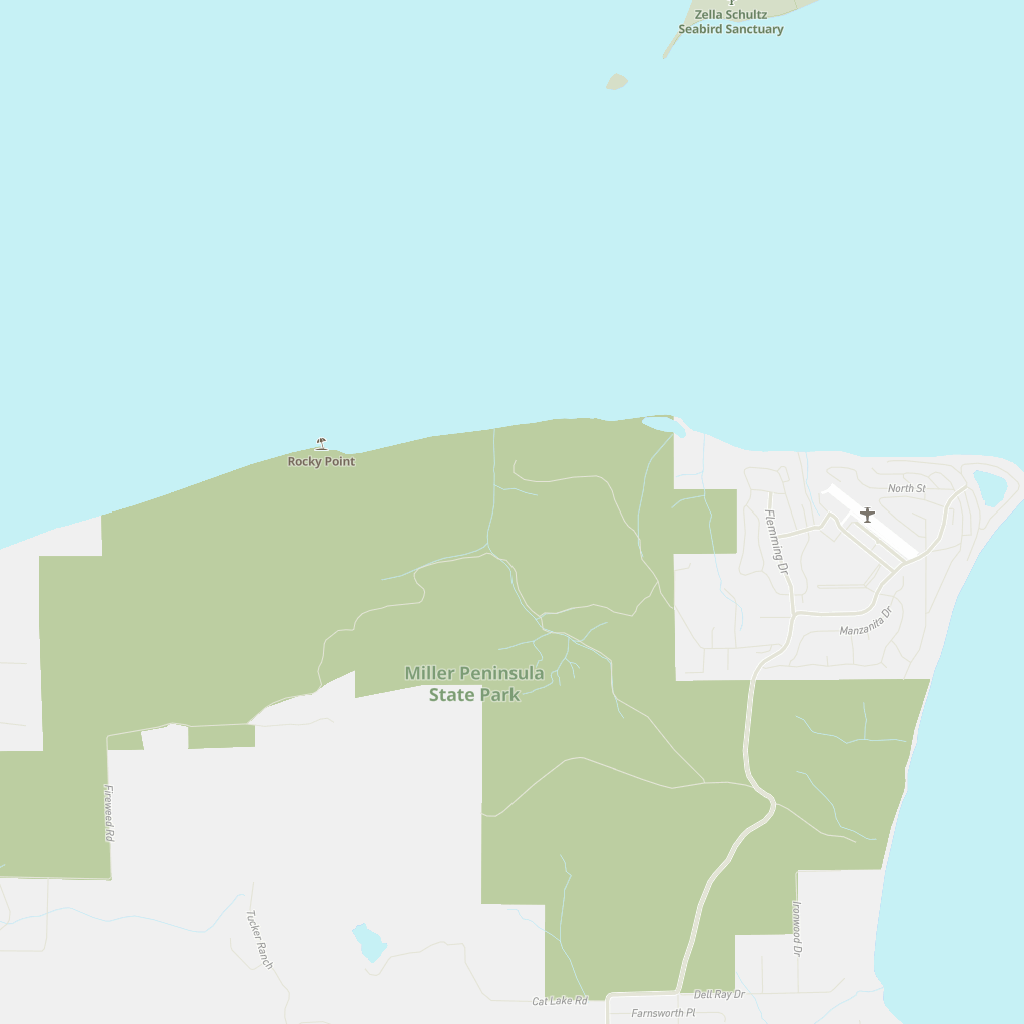 Zella Schultz
Seabird Sanctuary
Rocky Point
North St
Flemming Dr
Manzanita Dr
Miller Peninsula
State Park
Fireweed Rd
Tucker Ranch
Ironwood Dr
Cat Lake Rd
Dell Ray Dr
Farnsworth Pl